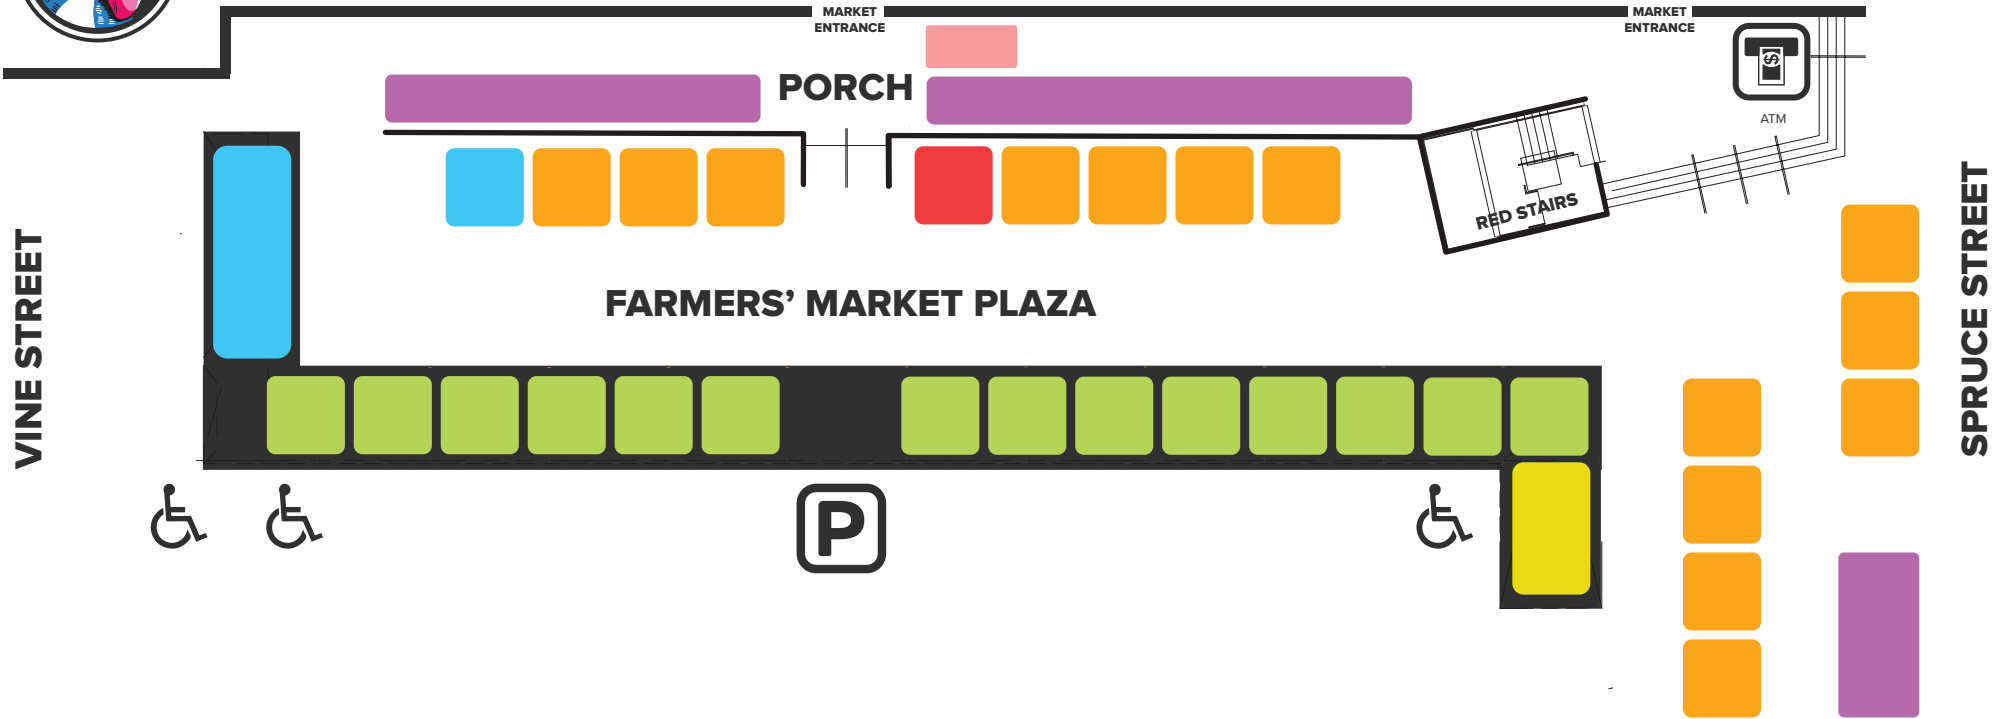 MARKET
ENTRANCE
MARKET
ENTRANCE
PORCH
$
ATM
RED STAIRS
FARMERS’ MARKET PLAZA
VINE STREET
SPRUCE STREET
P